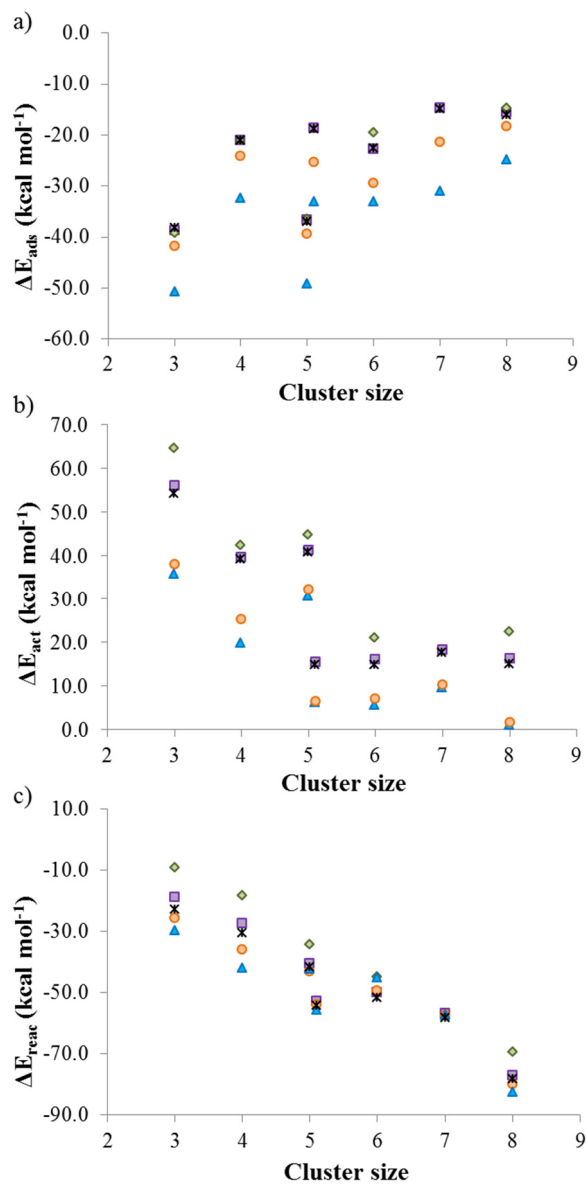 a)
0.0
-10.0
-20.0
-30.0
-40.0
-50.0
-60.0
ΔE_ads (kcal mol⁻¹)
2 3 4 5 6 7 8 9
Cluster size
b)
70.0
60.0
50.0
40.0
30.0
20.0
10.0
0.0
ΔE_act (kcal mol⁻¹)
2 3 4 5 6 7 8 9
Cluster size
c)
10.0
-10.0
-30.0
-50.0
-70.0
-90.0
ΔE_reac (kcal mol⁻¹)
2 3 4 5 6 7 8 9
Cluster size